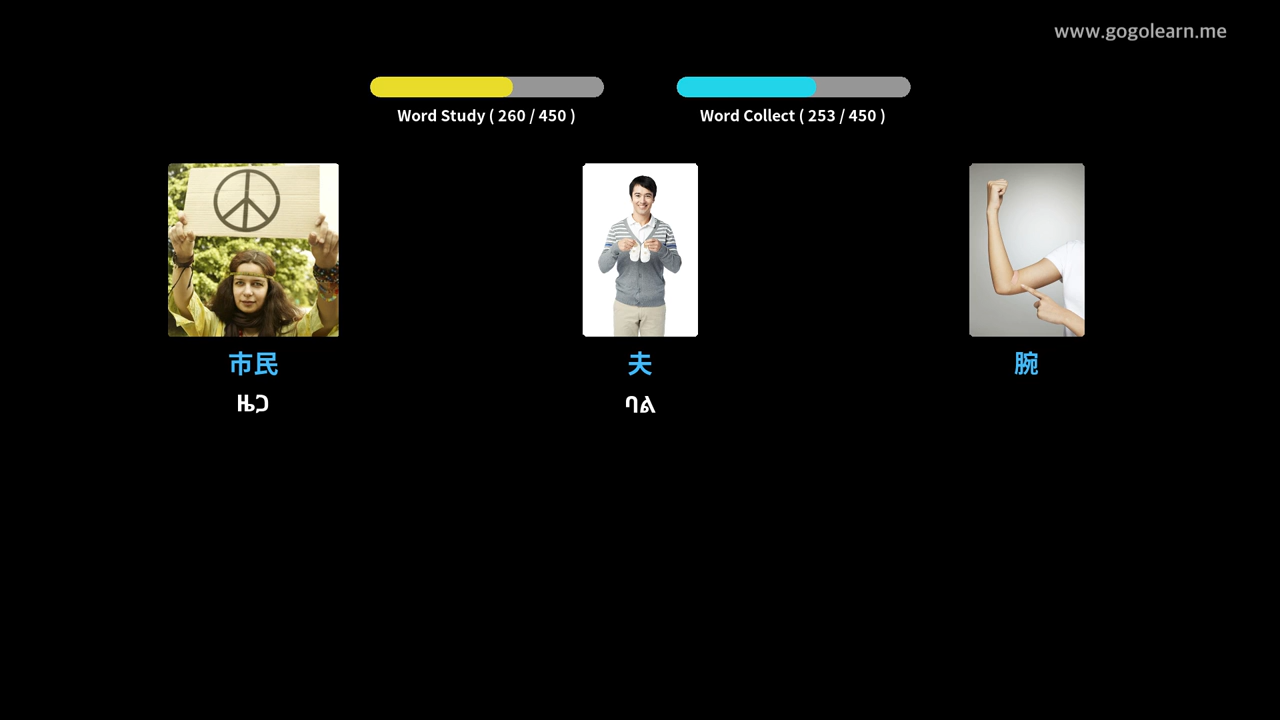 www.gogolearn.me
Word Study ( 260 / 450 )
Word Collect ( 253 / 450 )
市民
夫
腕
ዜጋ
ባል